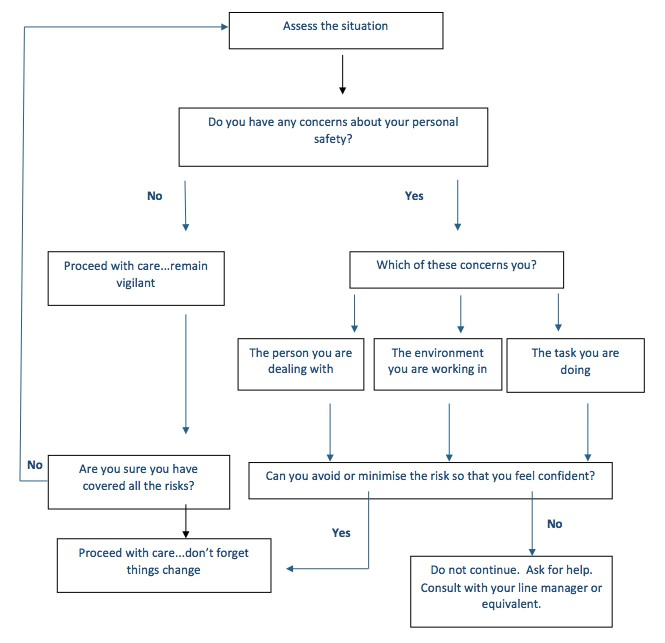 Assess the situation
Do you have any concerns about your personal
safety?
No
Yes
Proceed with care...remain
vigilant
Which of these concerns you?
The person you are
dealing with
The environment
you are working in
The task you are
doing
No
Are you sure you have
covered all the risks?
Can you avoid or minimise the risk so that you feel confident?
Yes
No
Proceed with care...don’t forget
things change
Do not continue.  Ask for help.
Consult with your line manager or
equivalent.